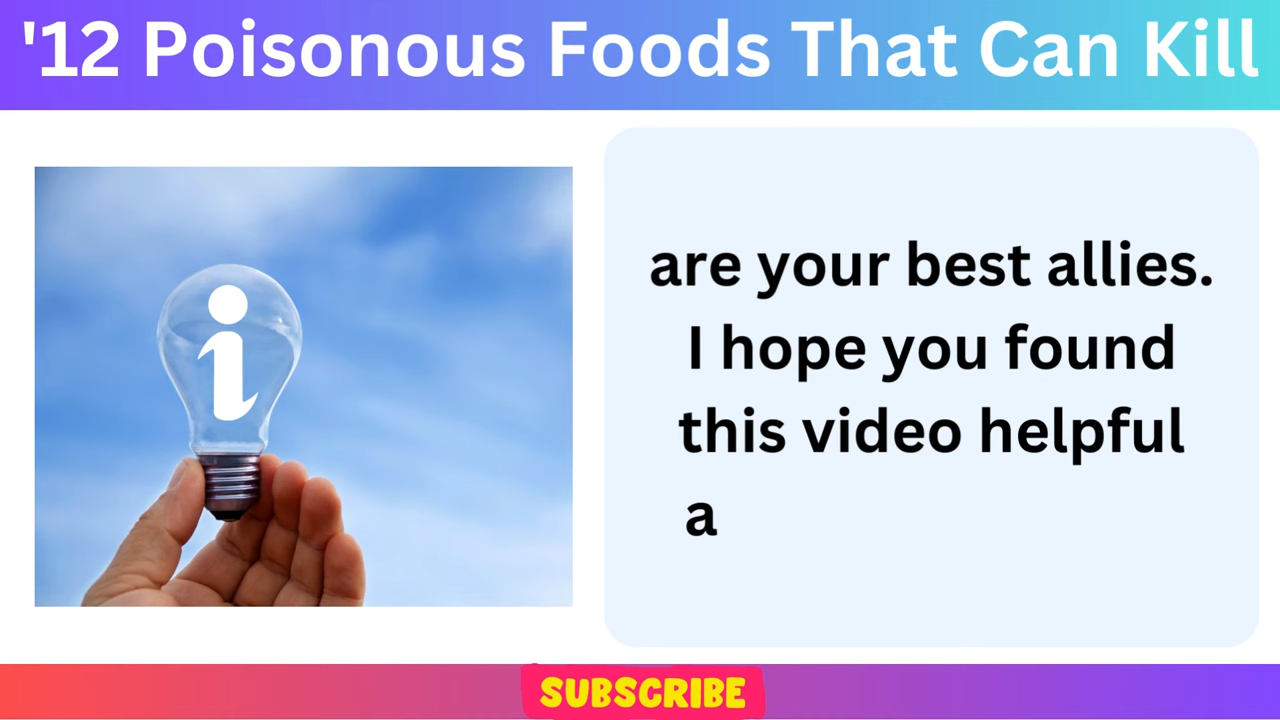 '12 Poisonous Foods That Can Kill
i
are your best allies.
I hope you found
this video helpful
a
SUBSCRIBE